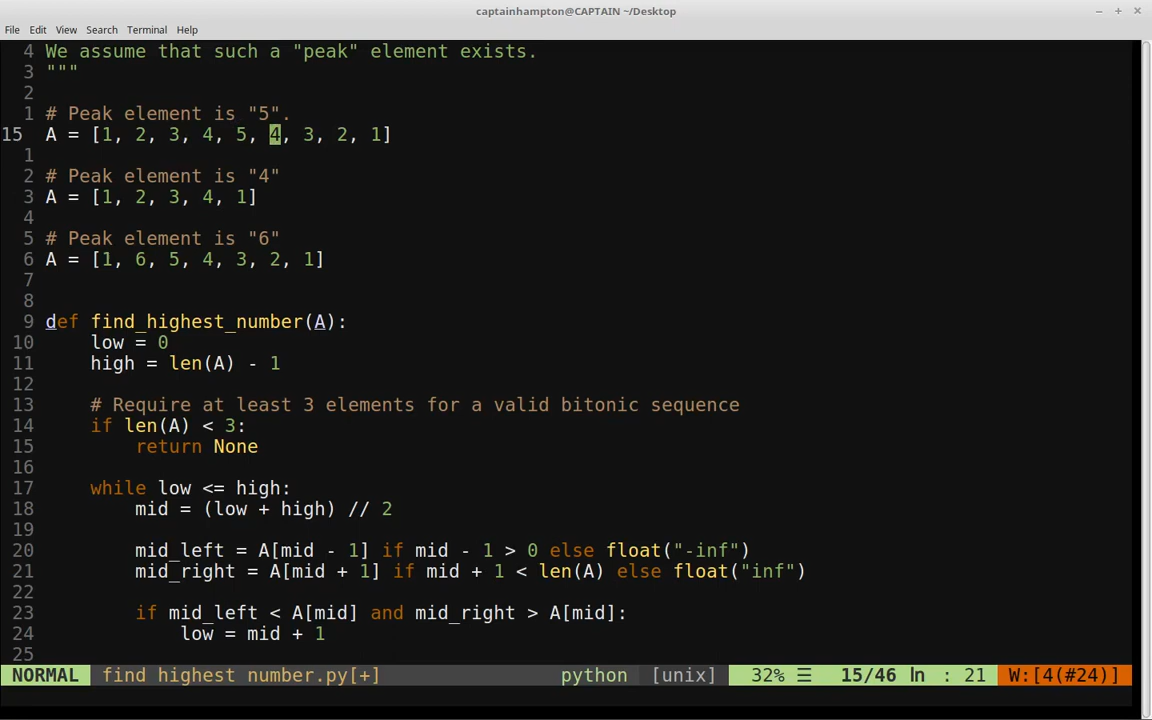 captainhampton@CAPTAIN ~/Desktop
File Edit View Search Terminal Help
4 We assume that such a "peak" element exists.
3 """
2
1 # Peak element is "5".
15 A = [1, 2, 3, 4, 5, 4, 3, 2, 1]
1
2 # Peak element is "4"
3 A = [1, 2, 3, 4, 1]
4
5 # Peak element is "6"
6 A = [1, 6, 5, 4, 3, 2, 1]
7
8
9 def find_highest_number(A):
10     low = 0
11     high = len(A) - 1
12
13     # Require at least 3 elements for a valid bitonic sequence
14     if len(A) < 3:
15         return None
16
17     while low <= high:
18         mid = (low + high) // 2
19
20         mid_left = A[mid - 1] if mid - 1 > 0 else float("-inf")
21         mid_right = A[mid + 1] if mid + 1 < len(A) else float("inf")
22
23         if mid_left < A[mid] and mid_right > A[mid]:
24             low = mid + 1
25
NORMAL find highest number.py[+] python [unix] 32% ☰ 15/46 ln : 21 W:[4(#24)]